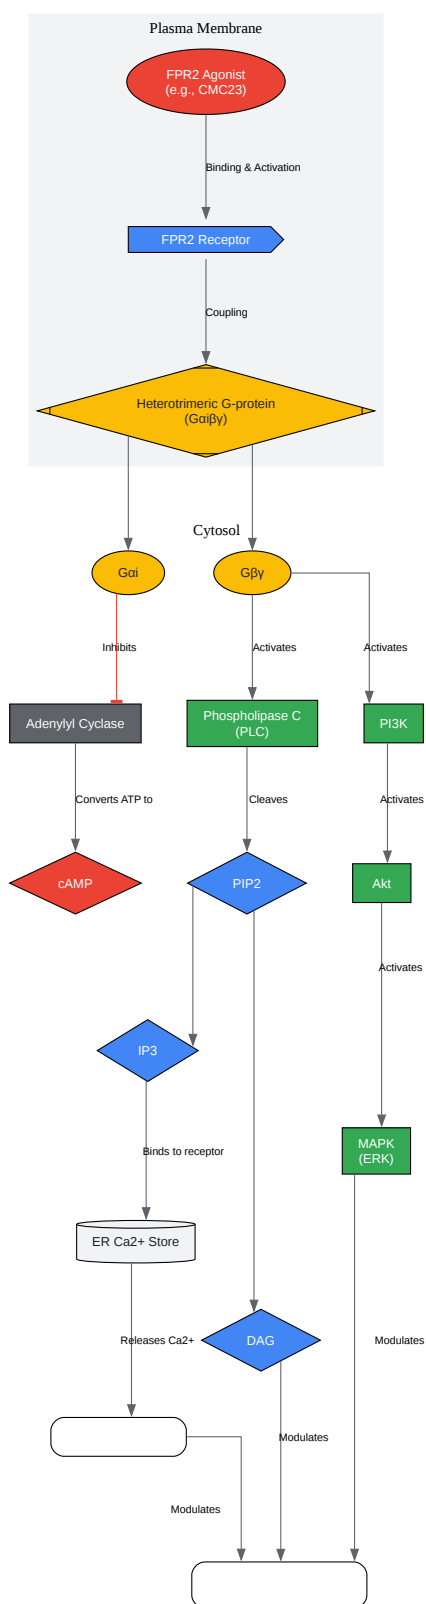 Plasma Membrane
FPR2 Agonist
(e.g., CMC23)
Binding & Activation
FPR2 Receptor
Coupling
Heterotrimeric G-protein
(Gαiβγ)
Cytosol
Gαi
Gβγ
Inhibits
Activates
Activates
Adenylyl Cyclase
Phospholipase C
(PLC)
PI3K
Converts ATP to
Cleaves
Activates
cAMP
PIP2
Akt
Activates
IP3
Binds to receptor
MAPK
(ERK)
ER Ca2+ Store
Releases Ca2+
DAG
Modulates
Modulates
Modulates